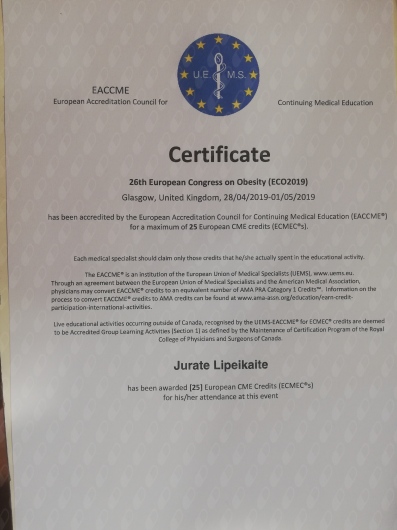 U.E.M.S.
EACCME
European Accreditation Council for
Continuing Medical Education
Certificate
26th European Congress on Obesity (ECO2019)
Glasgow, United Kingdom, 28/04/2019-01/05/2019
has been accredited by the European Accreditation Council for Continuing Medical Education (EACCME®)
for a maximum of 25 European CME credits (ECMEC®s).
Each medical specialist should claim only those credits that he/she actually spent in the educational activity.
The EACCME® is an institution of the European Union of Medical Specialists (UEMS), www.uems.eu.
Through an agreement between the European Union of Medical Specialists and the American Medical Association,
physicians may convert EACCME® credits to an equivalent number of AMA PRA Category 1 Credits™. Information on the
process to convert EACCME® credits to AMA credits can be found at www.ama-assn.org/education/earn-credit-
participation-international-activities.
Live educational activities occurring outside of Canada, recognised by the UEMS-EACCME® for ECMEC® credits are deemed
to be Accredited Group Learning Activities (Section 1) as defined by the Maintenance of Certification Program of the Royal
College of Physicians and Surgeons of Canada.
Jurate Lipeikaite
has been awarded [25] European CME Credits (ECMEC®s)
for his/her attendance at this event